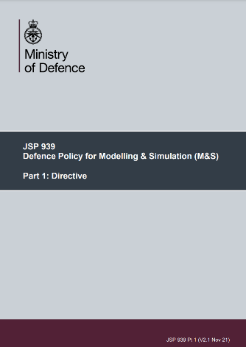 Ministry
of Defence
JSP 939
Defence Policy for Modelling & Simulation (M&S)
Part 1: Directive
JSP 939 Pt 1 (V2.1 Nov 21)